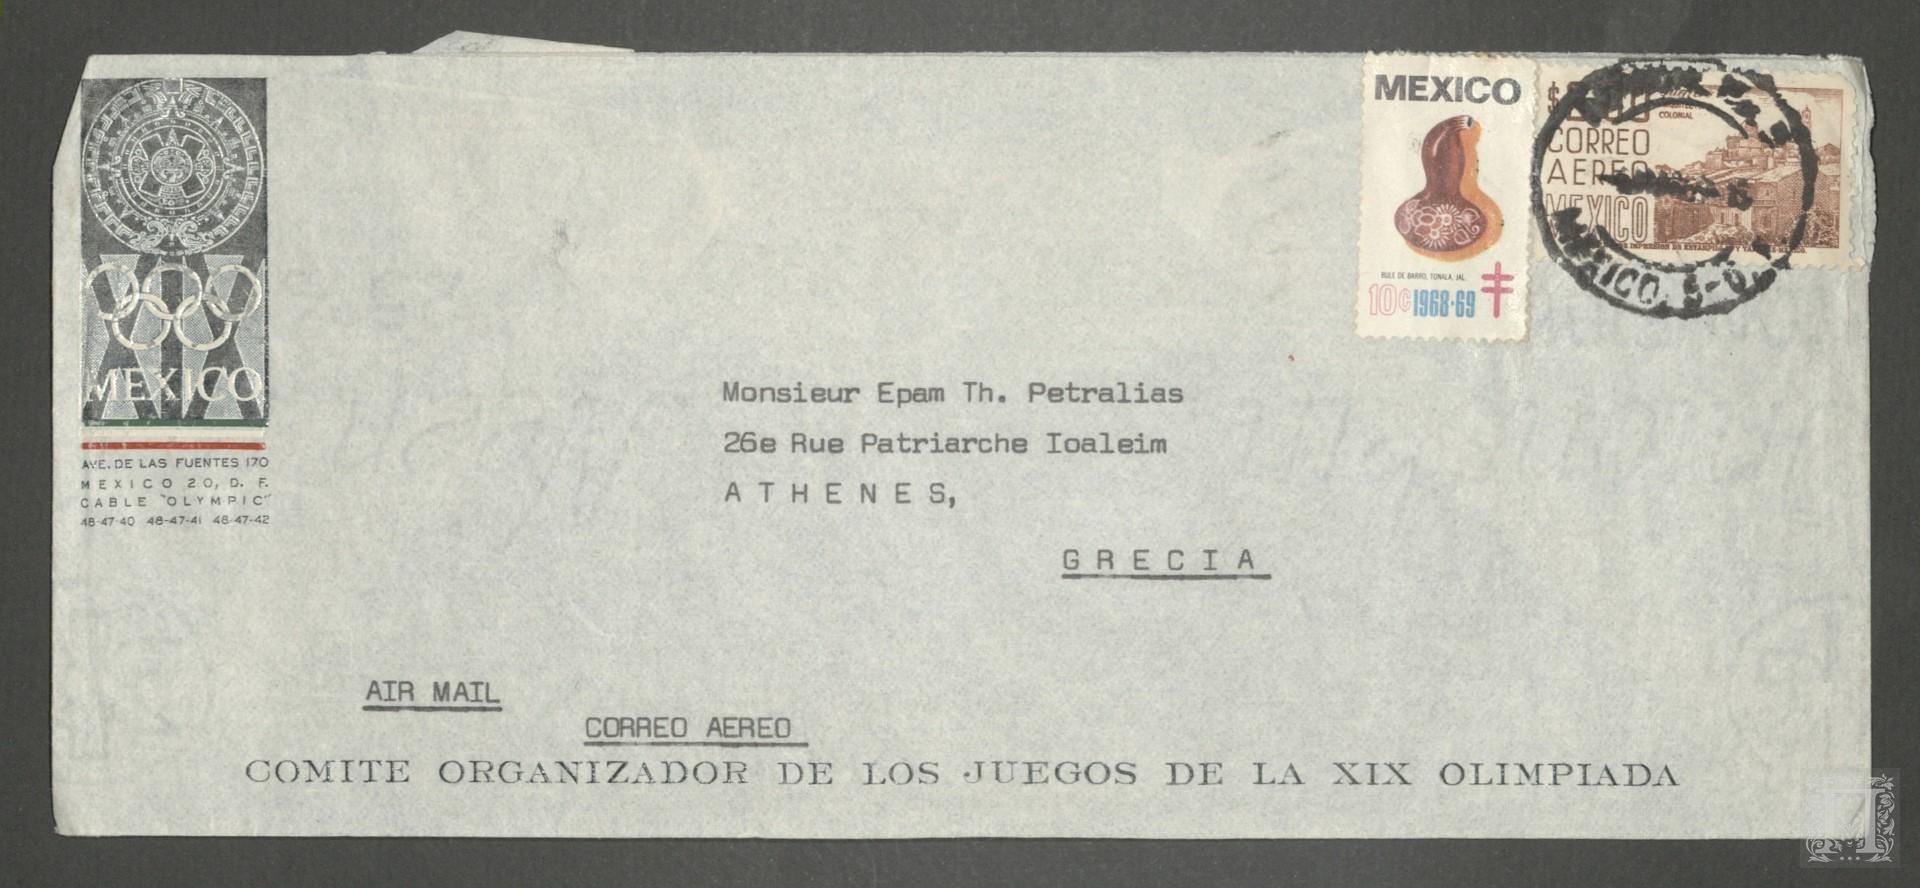 MEXICO
AVE. DE LAS FUENTES 170
MEXICO 20, D. F.
CABLE "OLYMPIC"
48-47-40 48-47-41 48-47-42
MEXICO
BULE DE BARRO, TONALA, JAL.
10¢ 1968-69
COLONIAL
CORREO
AEREO
MEXICO
MEXICO,
Monsieur Epam Th. Petralias
26e Rue Patriarche Ioaleim
ATHENES,
GRECIA
AIR MAIL
CORREO AEREO
COMITE ORGANIZADOR DE LOS JUEGOS DE LA XIX OLIMPIADA